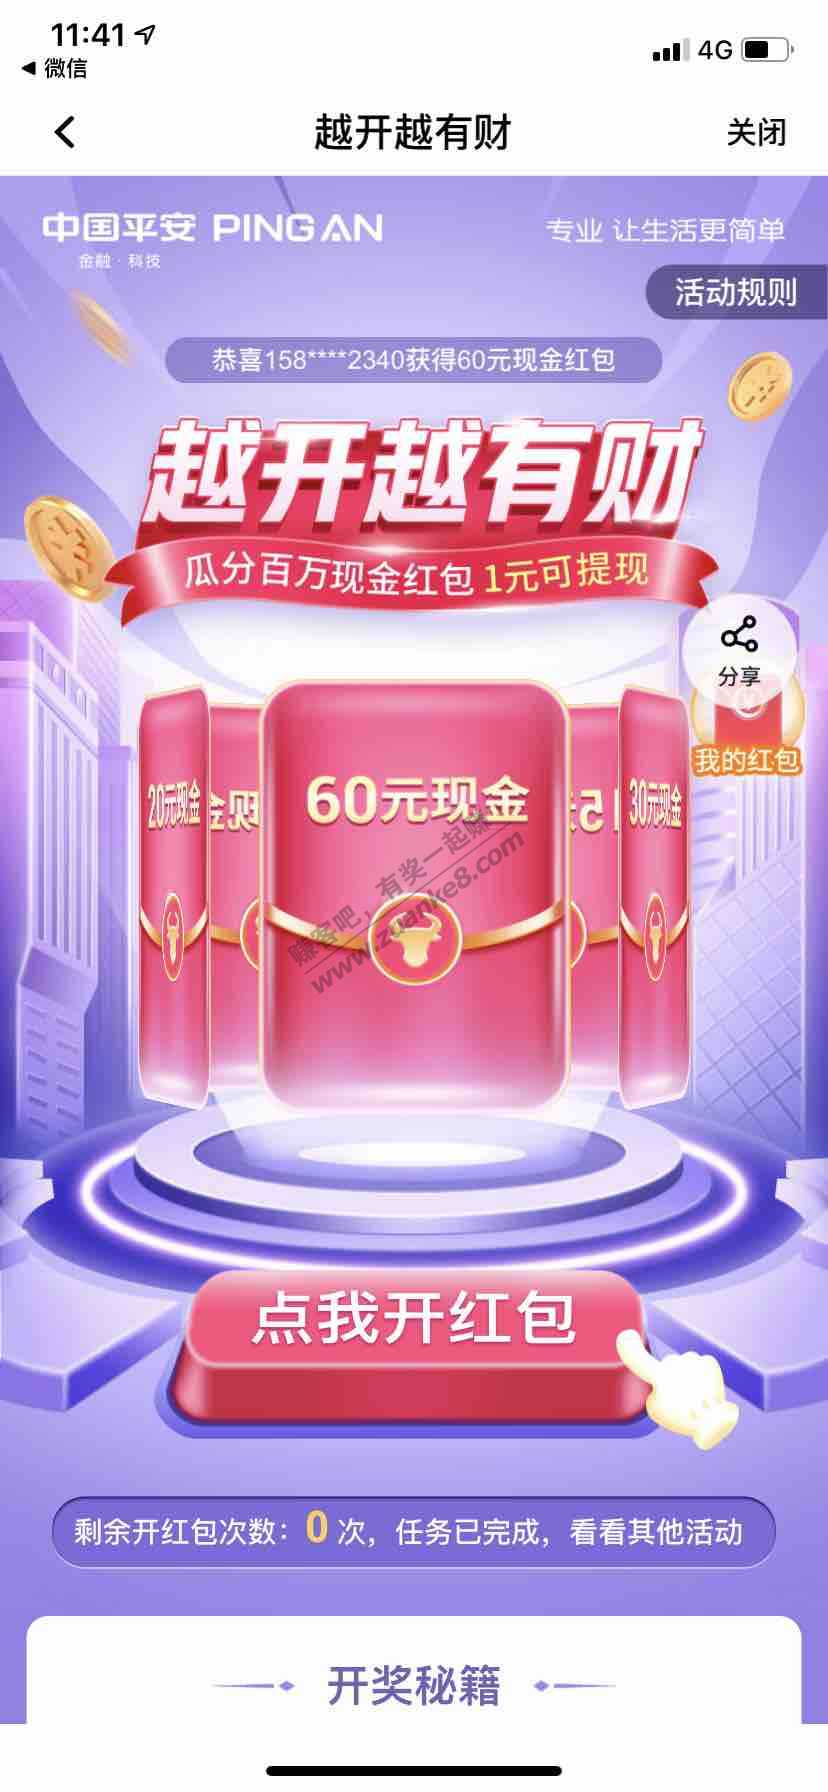 11:41
4G
微信
越开越有财
关闭
中国平安 PING AN
金融·科技
专业 让生活更简单
活动规则
恭喜158****2340获得60元现金红包
越开越有财
瓜分百万现金红包 1元可提现
分享
我的红包
60元现金
20元现金
30元现金
赚客吧，有奖一起赚
www.zuanke8.com
点我开红包
剩余开红包次数：0次，任务已完成，看看其他活动
开奖秘籍